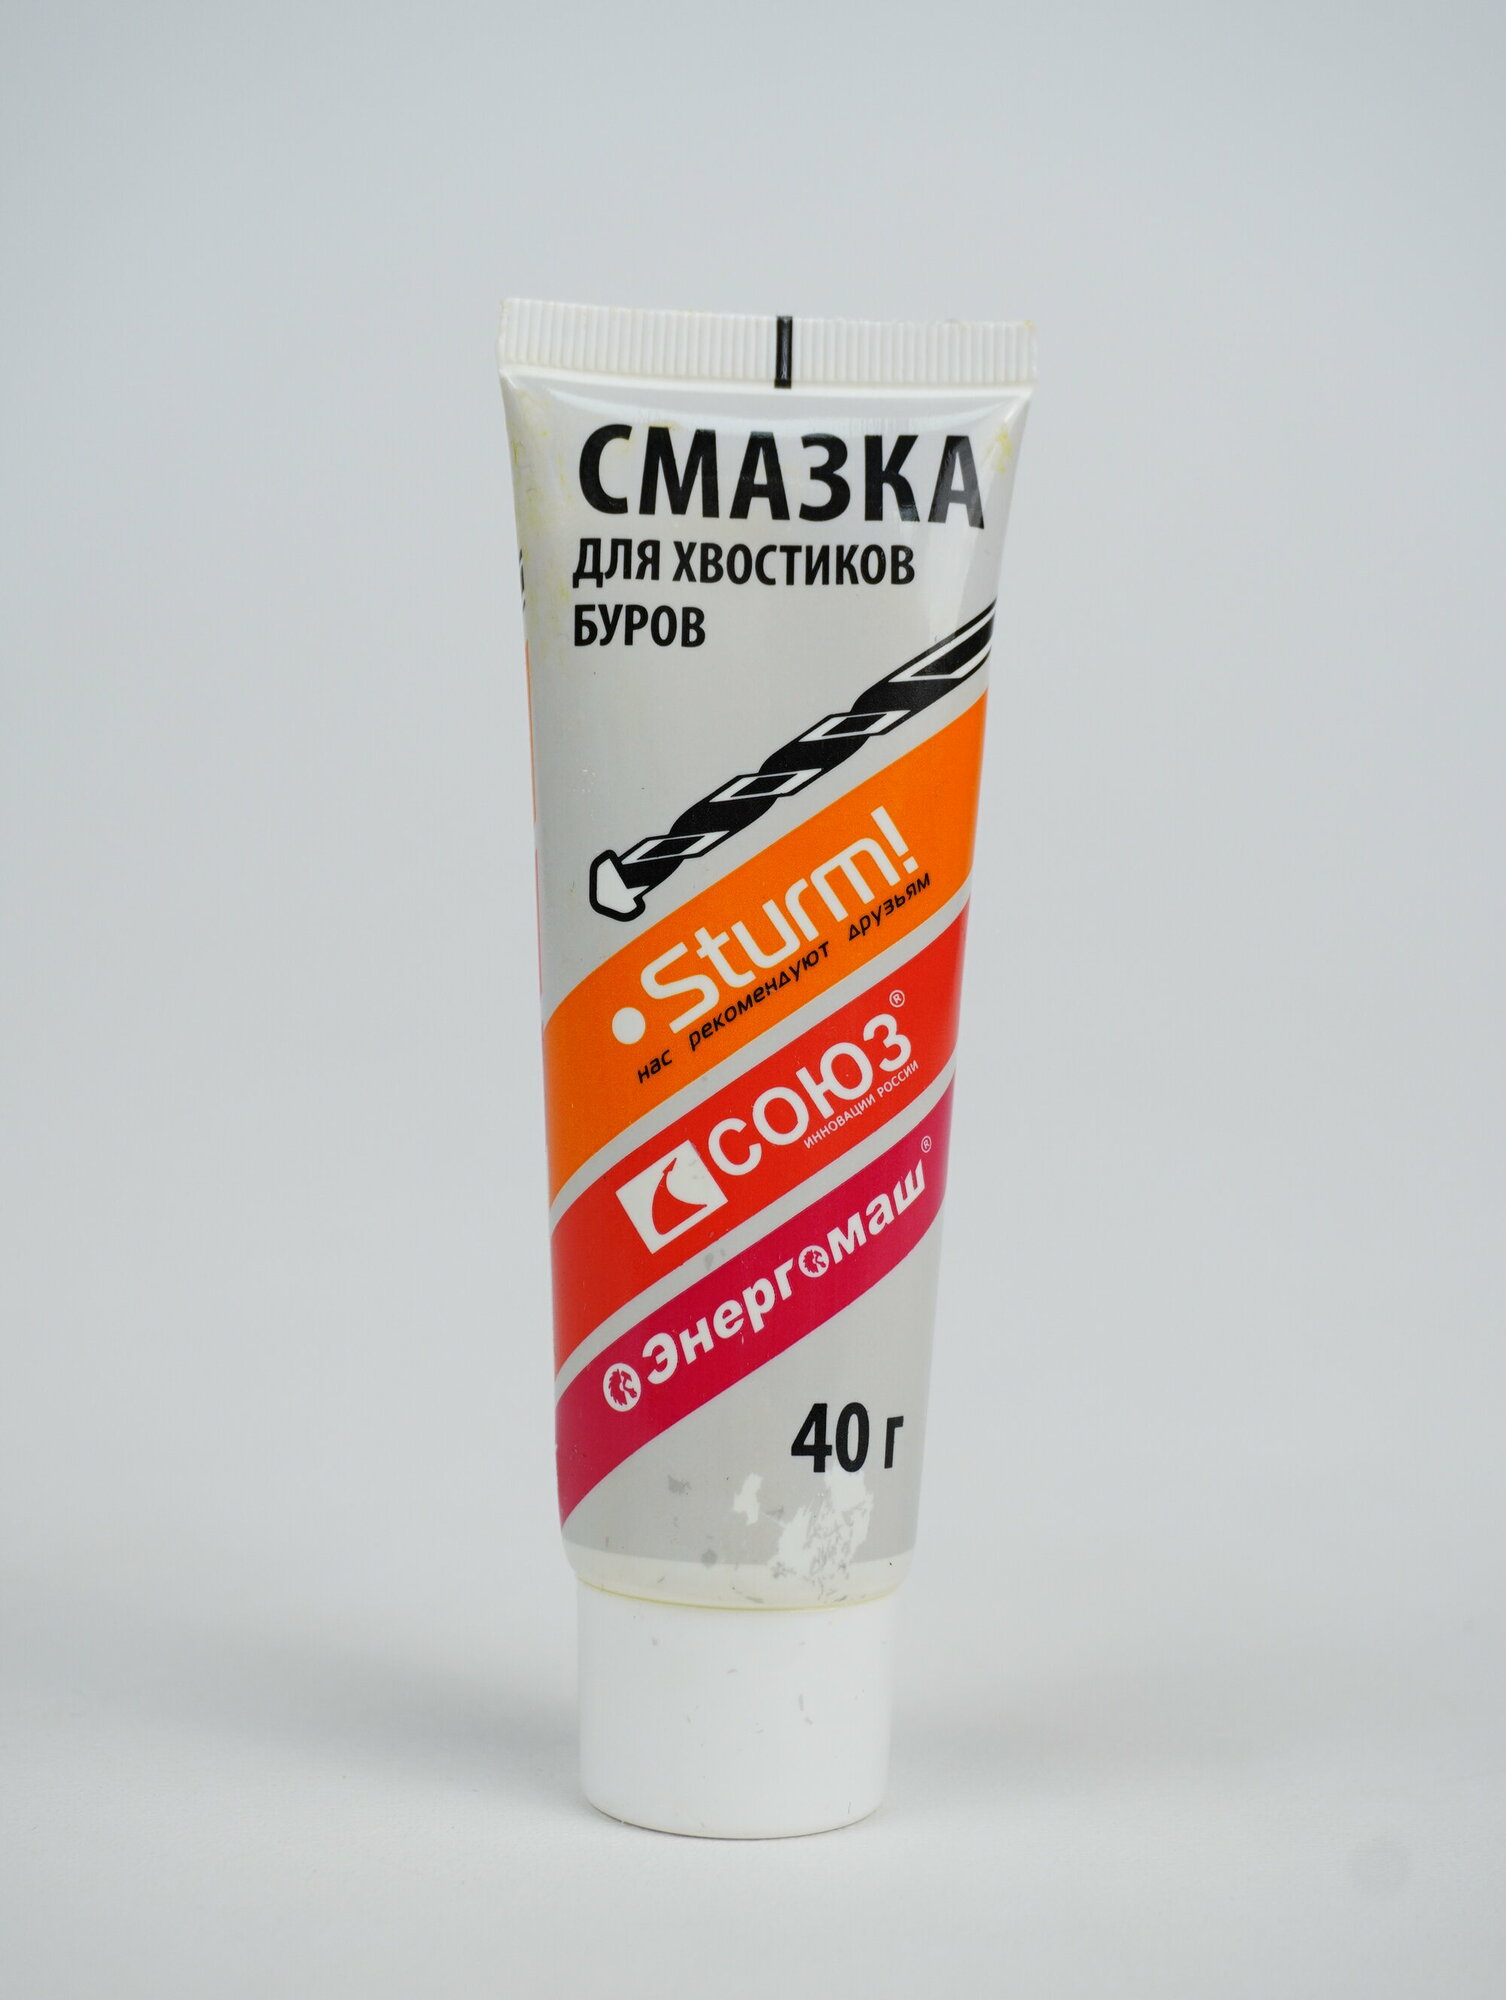 СМАЗКА
ДЛЯ ХВОСТИКОВ
БУРОВ
Sturm!
нас рекомендуют друзьям
СОЮЗ®
ИННОВАЦИИ РОССИИ
Энергомаш®
40 г